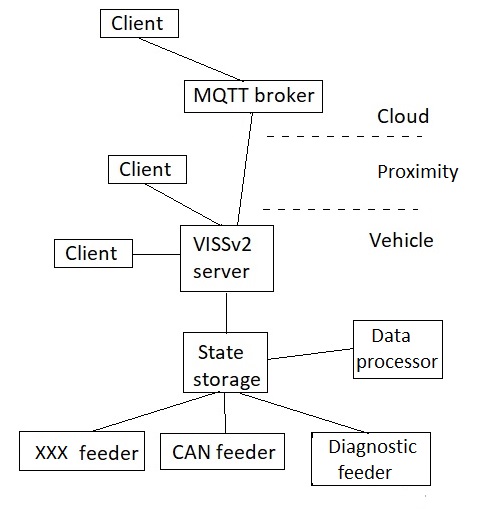 Client
MQTT broker
Cloud
Client
Proximity
Client
VISSv2
server
Vehicle
State
storage
Data
processor
XXX feeder
CAN feeder
Diagnostic
feeder